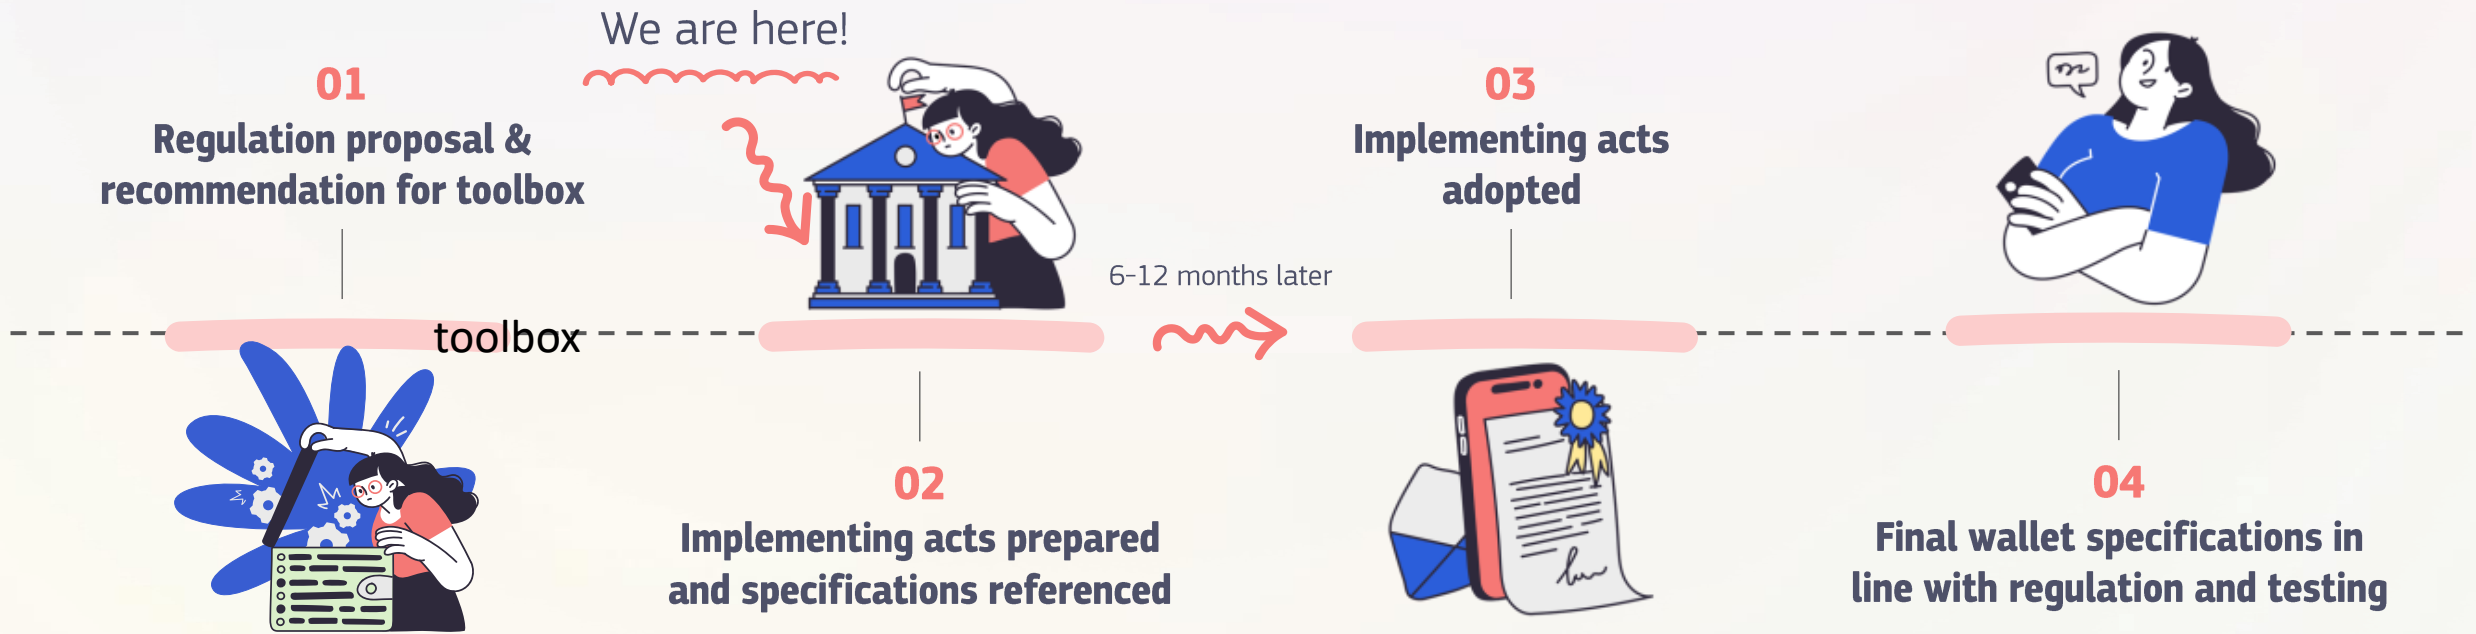 We are here!
01
Regulation proposal &
recommendation for toolbox
toolbox
02
Implementing acts prepared
and specifications referenced
6-12 months later
03
Implementing acts
adopted
04
Final wallet specifications in
line with regulation and testing